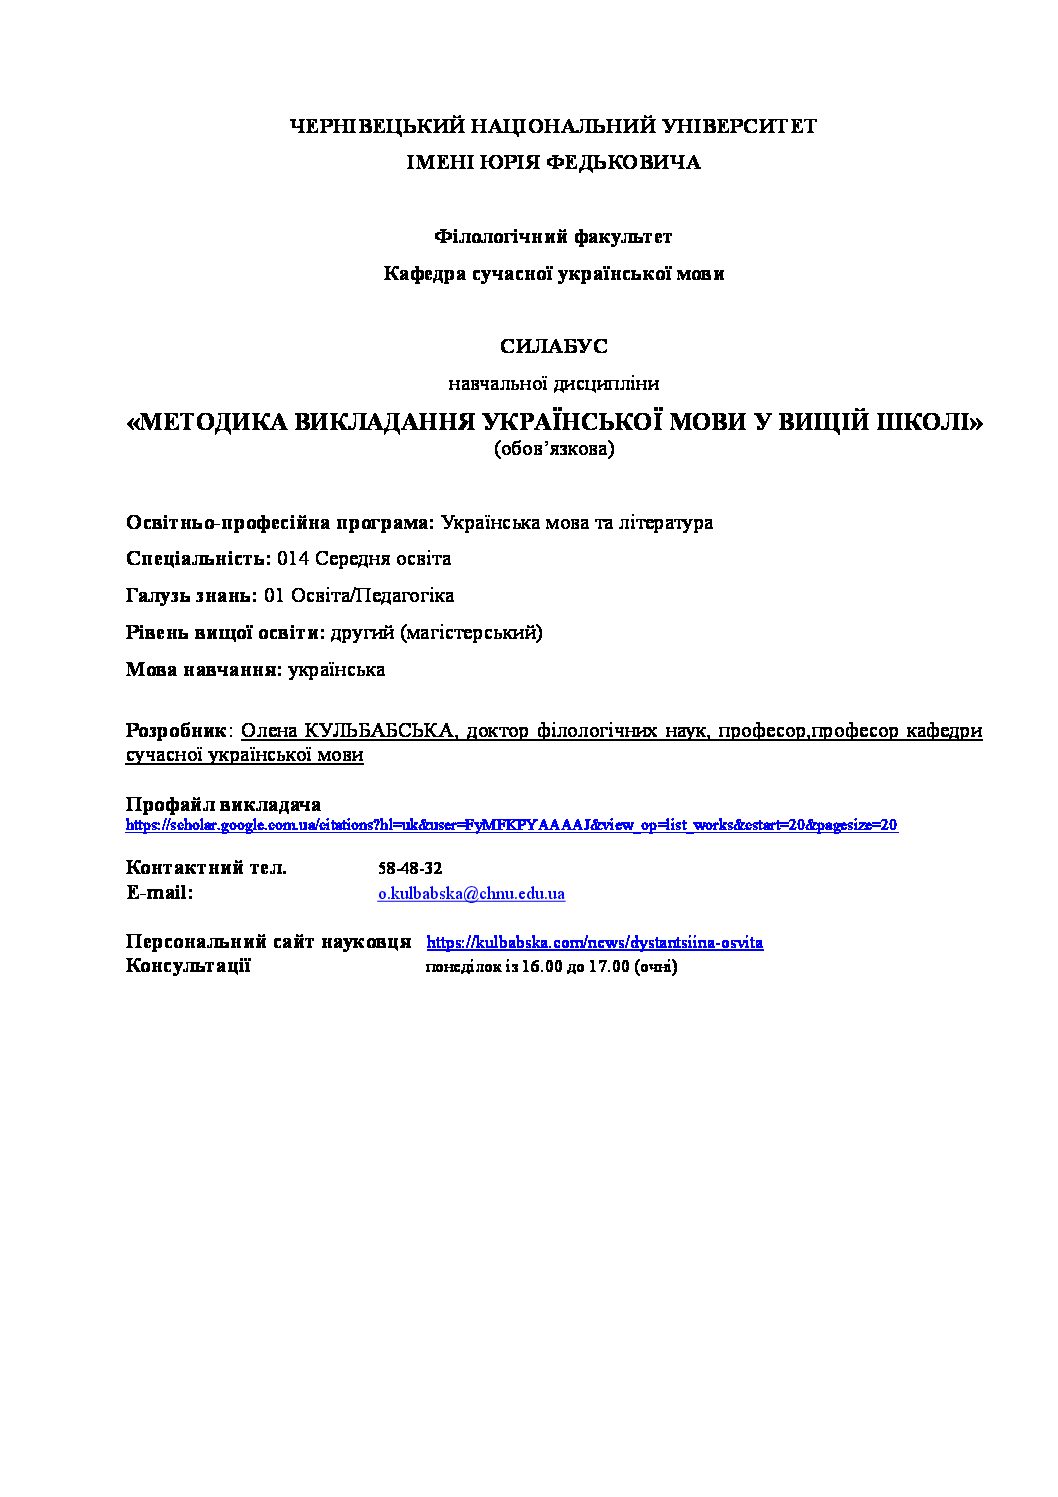 ЧЕРНІВЕЦЬКИЙ НАЦІОНАЛЬНИЙ УНІВЕРСИТЕТ
ІМЕНІ ЮРІЯ ФЕДЬКОВИЧА
Філологічний факультет
Кафедра сучасної української мови
СИЛАБУС
навчальної дисципліни
«МЕТОДИКА ВИКЛАДАННЯ УКРАЇНСЬКОЇ МОВИ У ВИЩІЙ ШКОЛІ»
(обов’язкова)
Освітньо-професійна програма: Українська мова та література
Спеціальність: 014 Середня освіта
Галузь знань: 01 Освіта/Педагогіка
Рівень вищої освіти: другий (магістерський)
Мова навчання: українська
Розробник: Олена КУЛЬБАБСЬКА, доктор філологічних наук, професор,професор кафедри
сучасної української мови
Профайл викладача
https://scholar.google.com.ua/citations?hl=uk&user=FyMFKPYAAAAJ&view_op=list_works&cstart=20&pagesize=20
Контактний тел. 58-48-32
E-mail: o.kulbabska@chnu.edu.ua
Персональний сайт науковця https://kulbabska.com/news/dystantsiina-osvita
Консультації понеділок із 16.00 до 17.00 (очні)